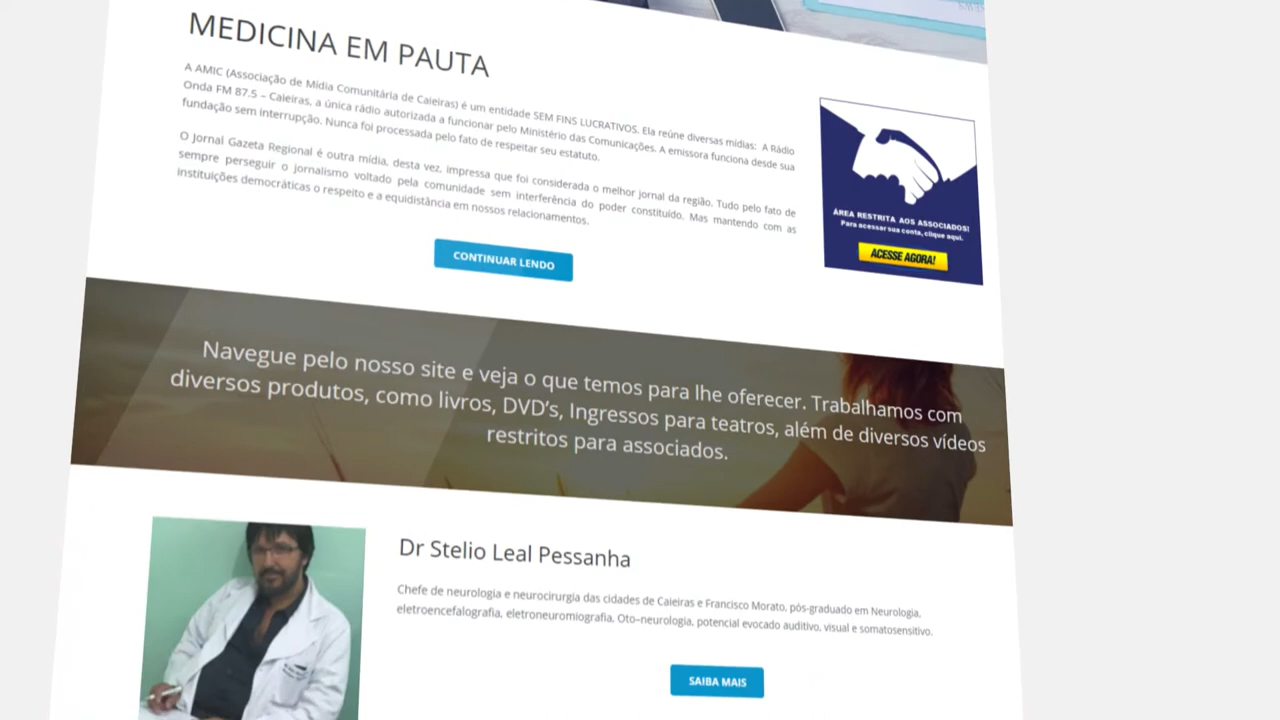 MEDICINA EM PAUTA
A AMIC (Associação de Mídia Comunitária de Caieiras) é um entidade SEM FINS LUCRATIVOS. Ela reúne diversas mídias: A Rádio
Onda FM 87.5 – Caieiras, a única rádio autorizada a funcionar pelo Ministério das Comunicações. A emissora funciona desde sua
fundação sem interrupção. Nunca foi processada pelo fato de respeitar seu estatuto.
O Jornal Gazeta Regional é outra mídia, desta vez, impressa que foi considerada o melhor jornal da região. Tudo pelo fato de
sempre perseguir o jornalismo voltado pela comunidade sem interferência do poder constituído. Mas mantendo com as
instituições democráticas o respeito e a equidistância em nossos relacionamentos.
CONTINUAR LENDO
ÁREA RESTRITA AOS ASSOCIADOS!
Para acessar sua conta, clique aqui.
ACESSE AGORA!
Navegue pelo nosso site e veja o que temos para lhe oferecer. Trabalhamos com
diversos produtos, como livros, DVD's, Ingressos para teatros, além de diversos vídeos
restritos para associados.
Dr Stelio Leal Pessanha
Chefe de neurologia e neurocirurgia das cidades de Caieiras e Francisco Morato, pós-graduado em Neurologia,
eletroencefalografia, eletroneuromiografia, Oto–neurologia, potencial evocado auditivo, visual e somatosensitivo.
SAIBA MAIS